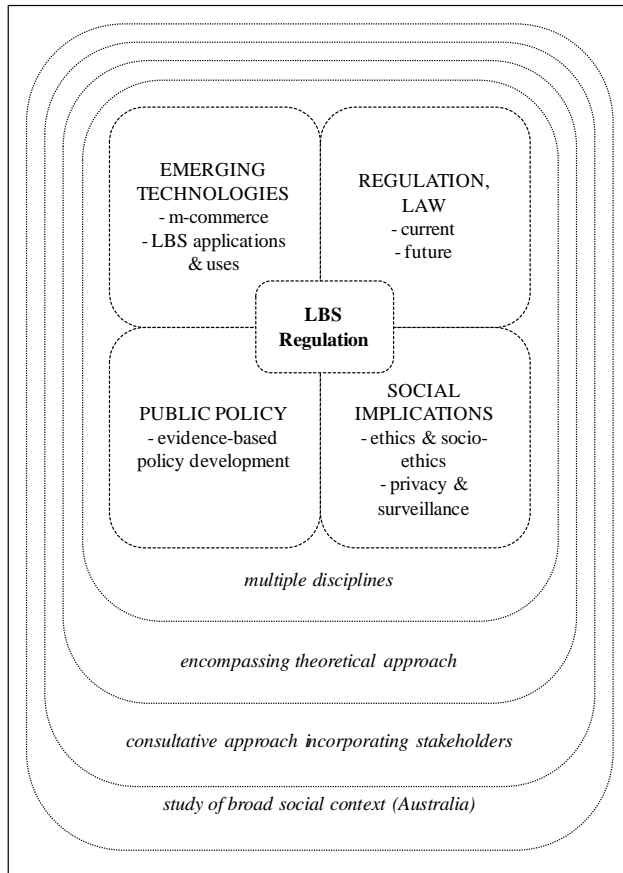 EMERGING
TECHNOLOGIES
- m-commerce
- LBS applications
& uses
REGULATION,
LAW
- current
- future
LBS
Regulation
PUBLIC POLICY
- evidence-based
policy development
SOCIAL
IMPLICATIONS
- ethics & socio-
ethics
- privacy &
surveillance
multiple disciplines
encompassing theoretical approach
consultative approach incorporating stakeholders
study of broad social context (Australia)